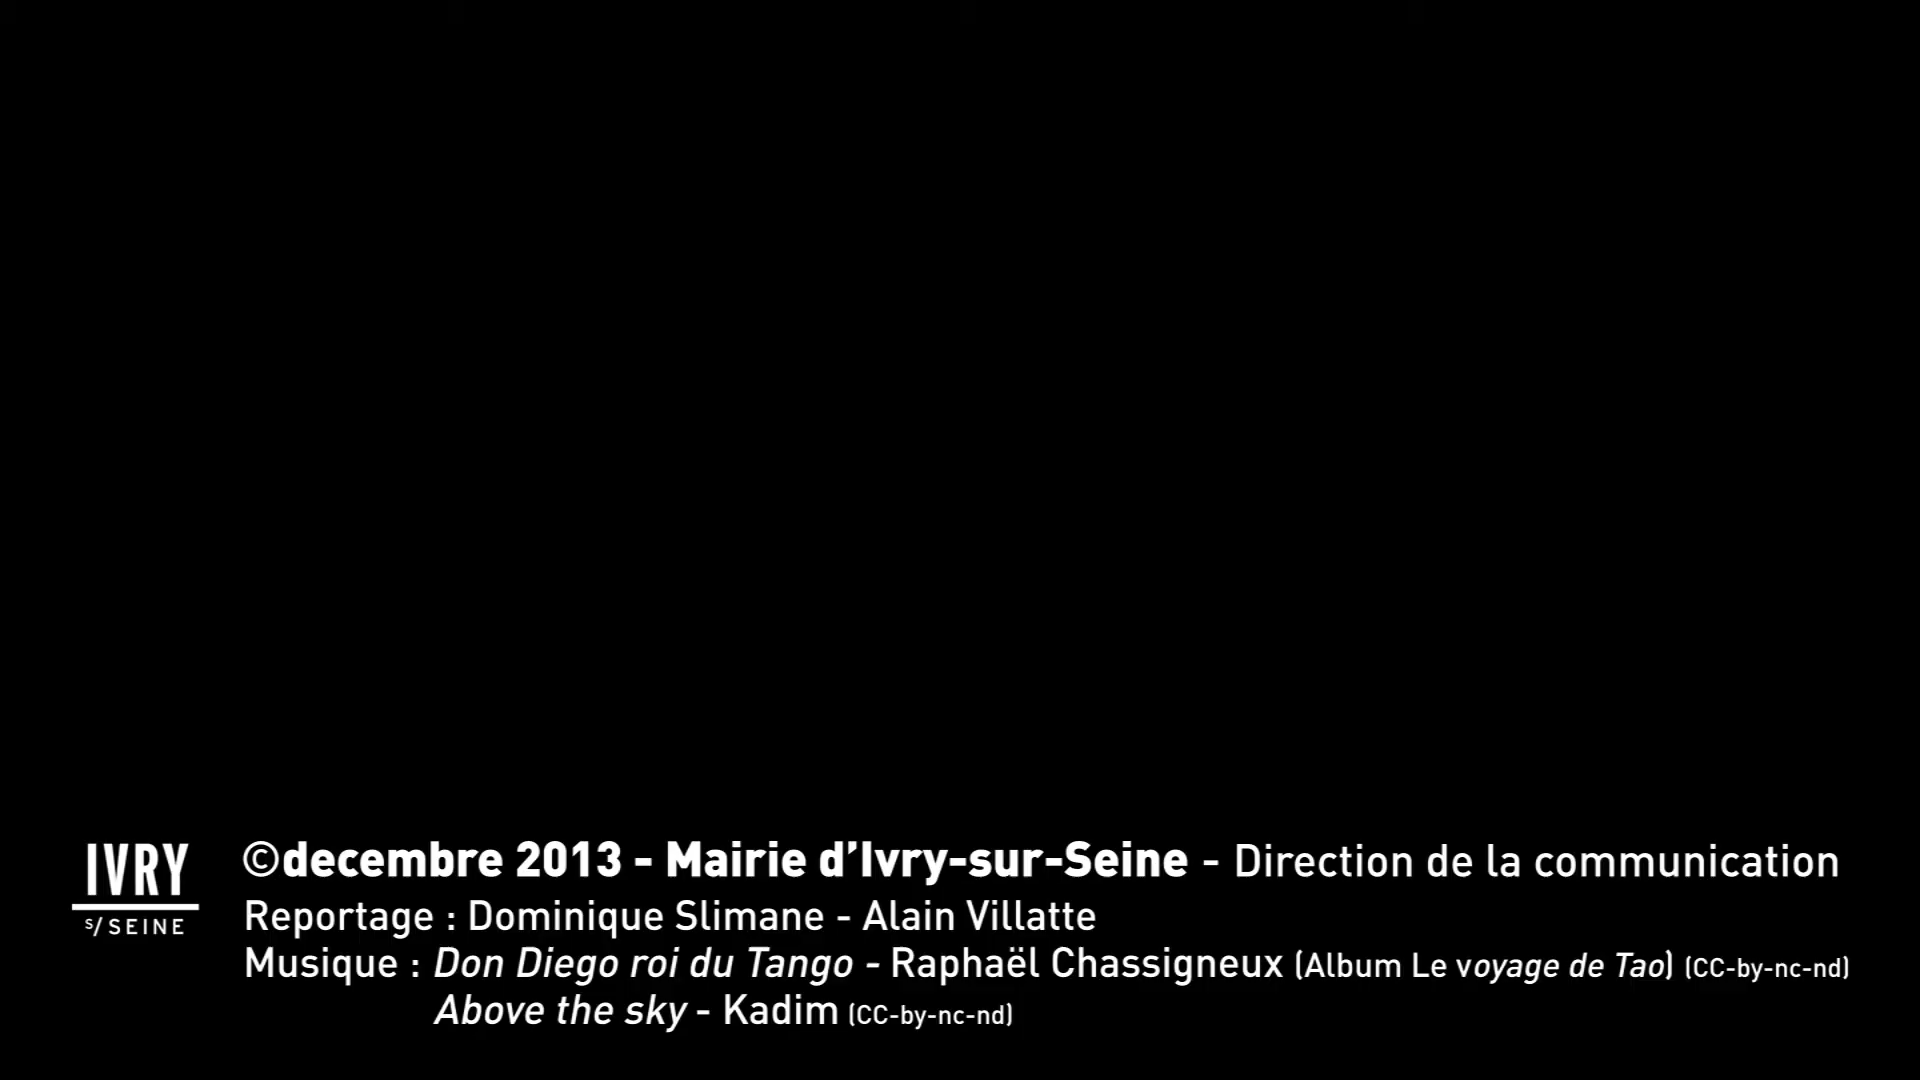 IVRY
s/SEINE
©decembre 2013 - Mairie d’Ivry-sur-Seine - Direction de la communication
Reportage : Dominique Slimane - Alain Villatte
Musique : Don Diego roi du Tango - Raphaël Chassigneux (Album Le voyage de Tao) (CC-by-nc-nd)
Above the sky - Kadim (CC-by-nc-nd)